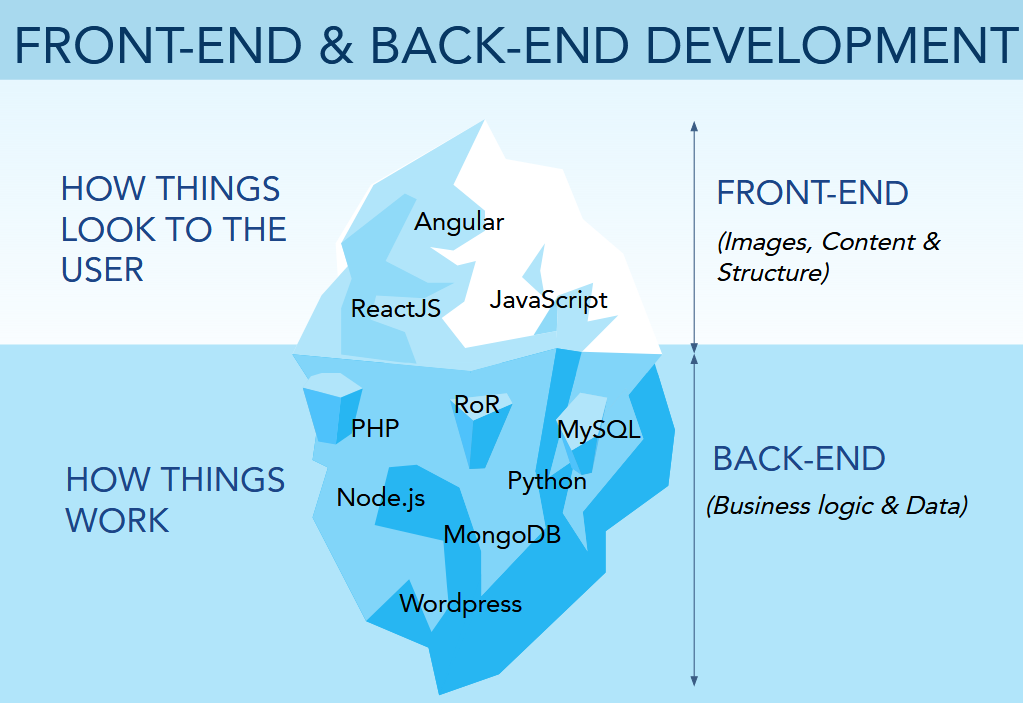 FRONT-END & BACK-END DEVELOPMENT
HOW THINGS
LOOK TO THE
USER
Angular
ReactJS
JavaScript
FRONT-END
(Images, Content &
Structure)
HOW THINGS
WORK
RoR
PHP
MySQL
Python
Node.js
MongoDB
Wordpress
BACK-END
(Business logic & Data)